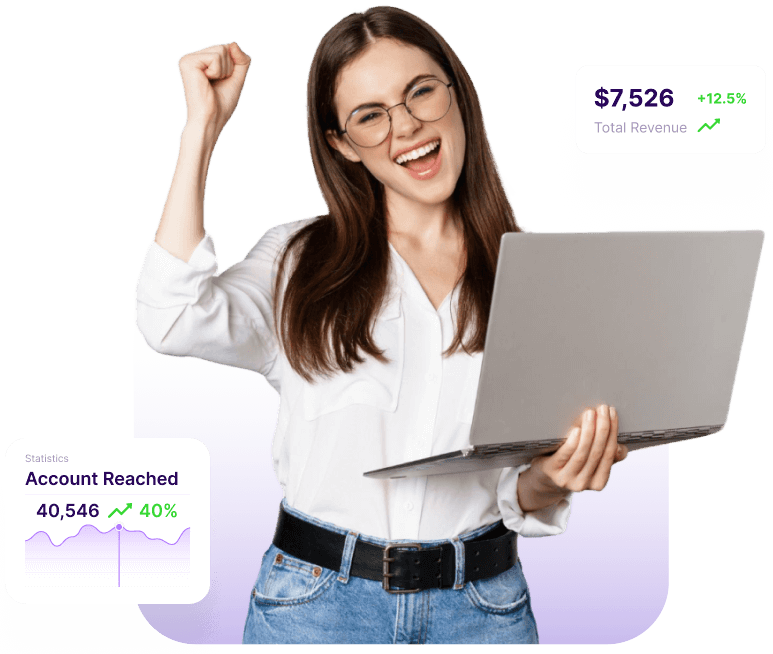 $7,526 +12.5%
Total Revenue
Statistics
Account Reached
40,546 40%